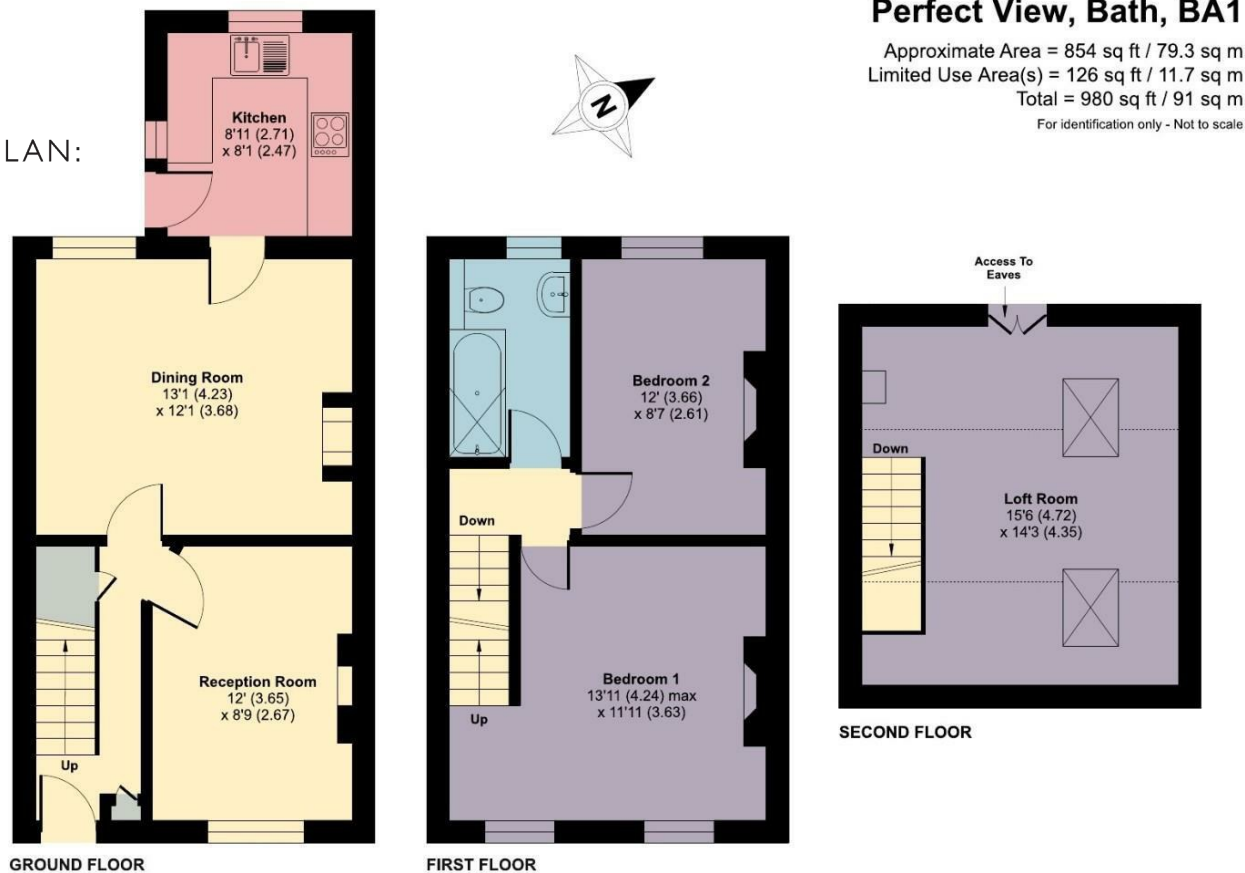 Perfect View, Bath, BA1
Approximate Area = 854 sq ft / 79.3 sq m
Limited Use Area(s) = 126 sq ft / 11.7 sq m
Total = 980 sq ft / 91 sq m
For identification only - Not to scale
LAN:
N
Kitchen
8'11 (2.71)
x 8'1 (2.47)
Dining Room
13'1 (4.23)
x 12'1 (3.68)
Reception Room
12' (3.65)
x 8'9 (2.67)
Up
GROUND FLOOR
Bedroom 2
12' (3.66)
x 8'7 (2.61)
Down
Bedroom 1
13'11 (4.24) max
x 11'11 (3.63)
Up
FIRST FLOOR
Access To
Eaves
Down
Loft Room
15'6 (4.72)
x 14'3 (4.35)
SECOND FLOOR